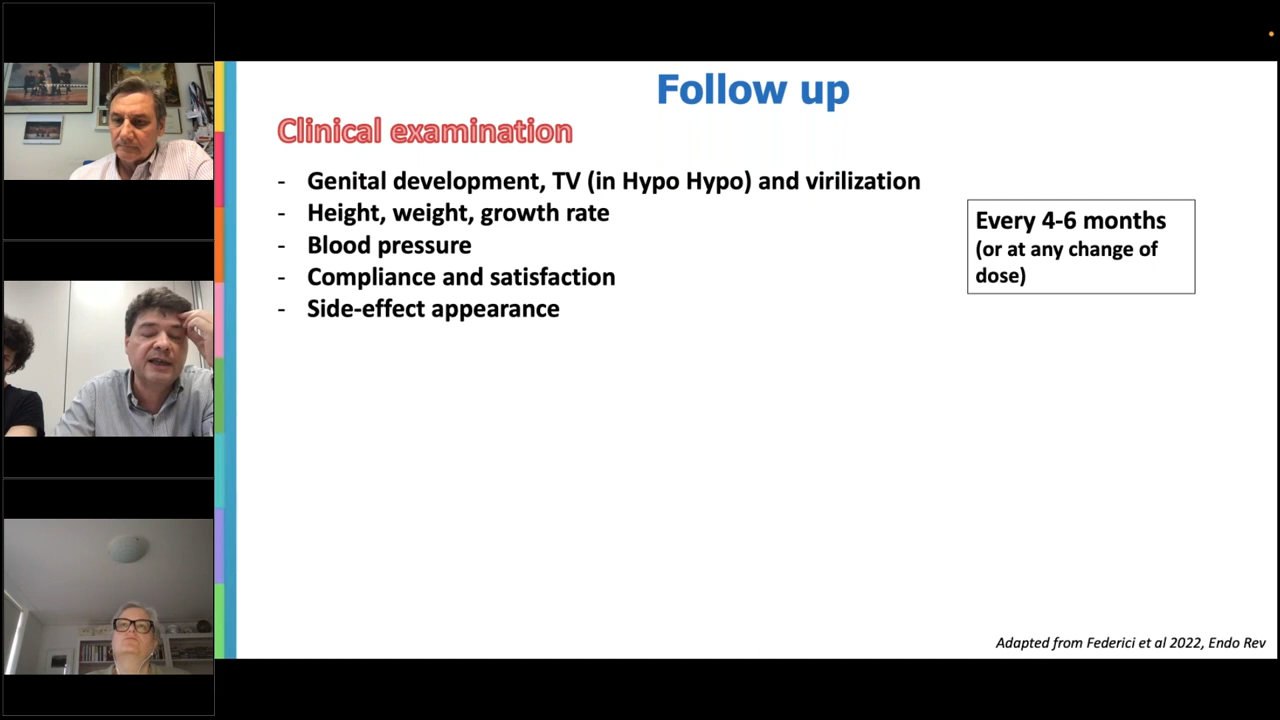 Follow up
Clinical examination
- Genital development, TV (in Hypo Hypo) and virilization
- Height, weight, growth rate
- Blood pressure
- Compliance and satisfaction
- Side-effect appearance
Every 4-6 months
(or at any change of
dose)
Adapted from Federici et al 2022, Endo Rev